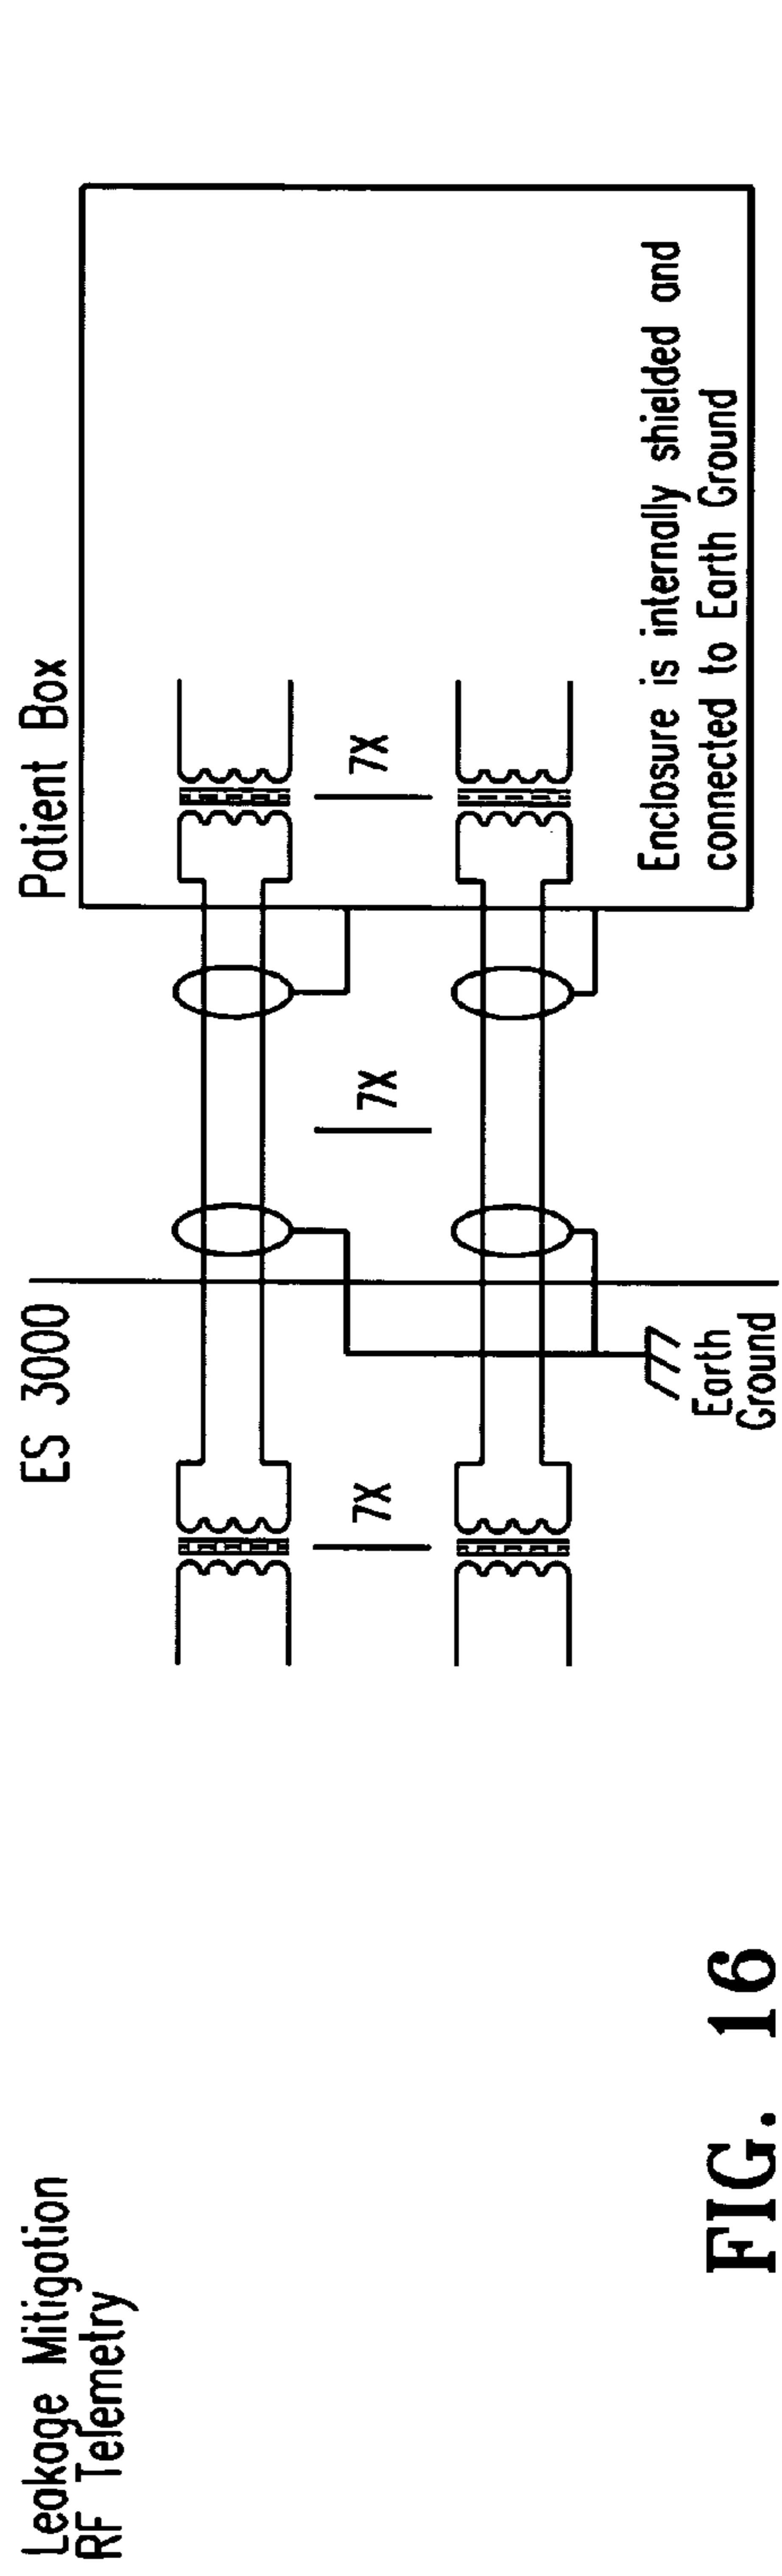 Leakage Mitigation
RF Telemetry
ES 3000
Patient Box
7X
7X
7X
Earth
Ground
Enclosure is internally shielded and
connected to Earth Ground
FIG. 16